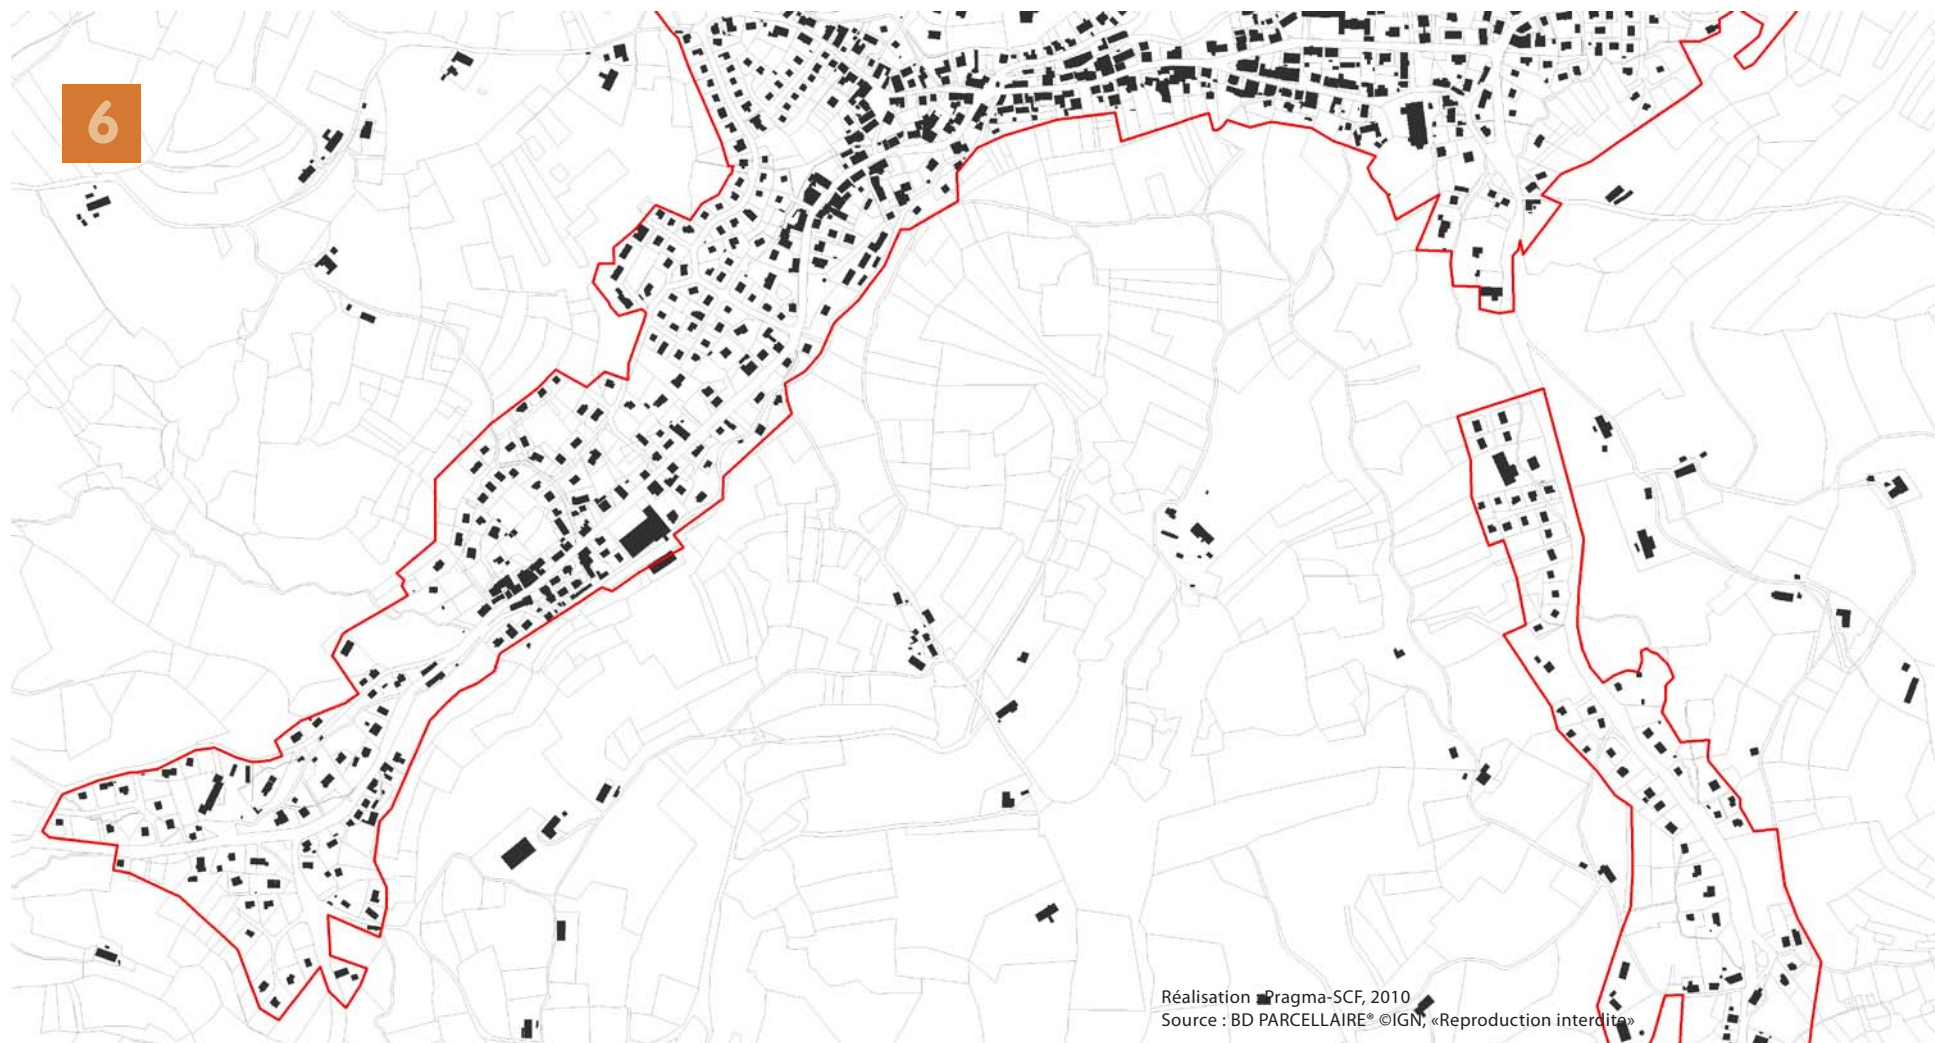 6
Réalisation : Pragma-SCF, 2010
Source : BD PARCELLAIRE® ©IGN, «Reproduction interdite»